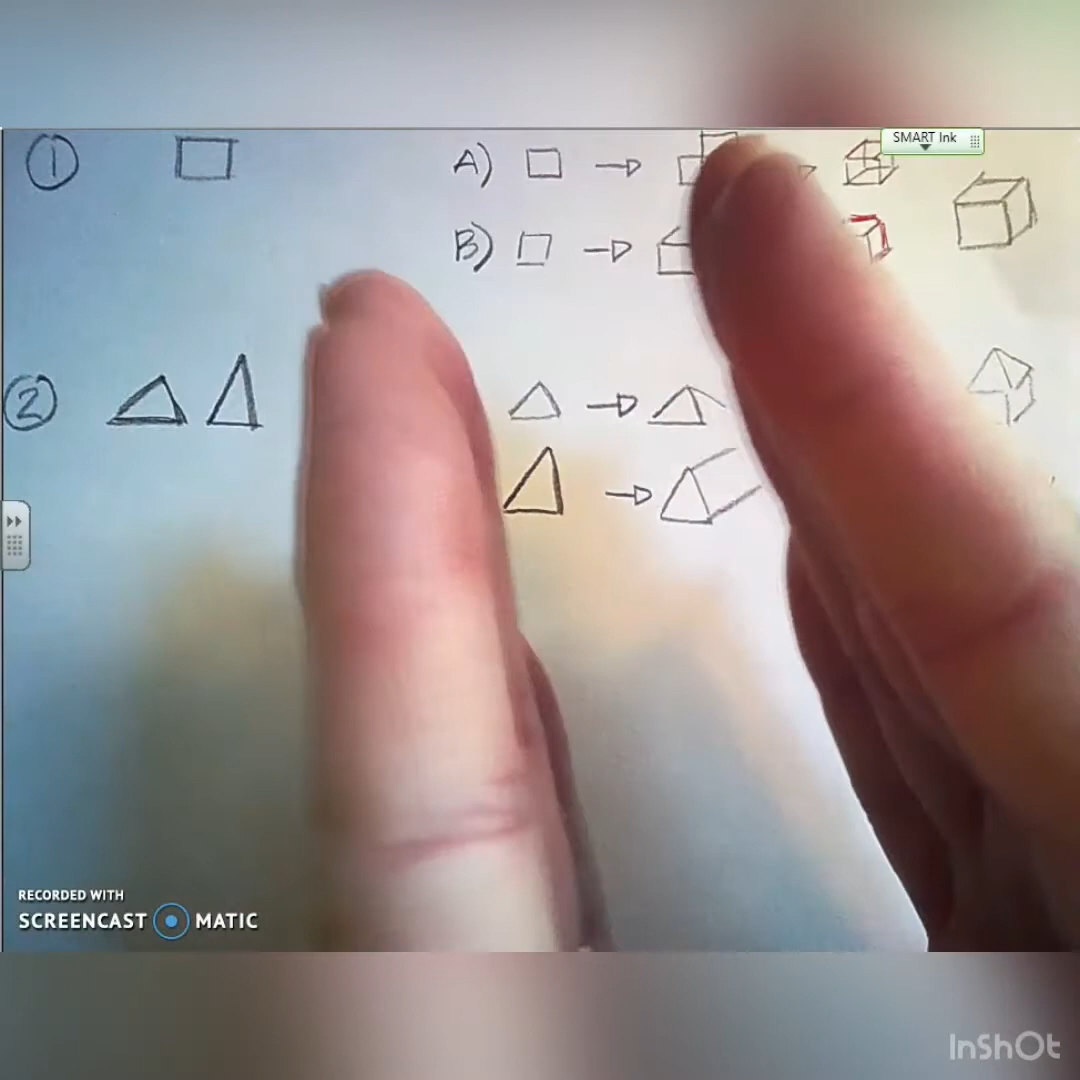 SMART Ink
1
A)
B)
2
RECORDED WITH
SCREENCAST MATIC
InShOt